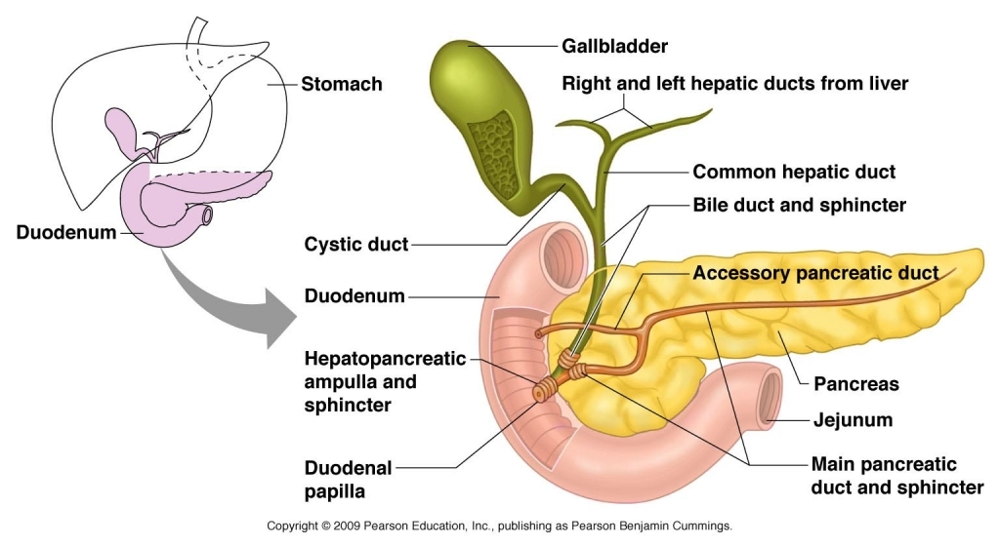 Stomach
Duodenum
Gallbladder
Right and left hepatic ducts from liver
Common hepatic duct
Bile duct and sphincter
Cystic duct
Accessory pancreatic duct
Duodenum
Hepatopancreatic
ampulla and
sphincter
Pancreas
Jejunum
Duodenal
papilla
Main pancreatic
duct and sphincter
Copyright © 2009 Pearson Education, Inc., publishing as Pearson Benjamin Cummings.